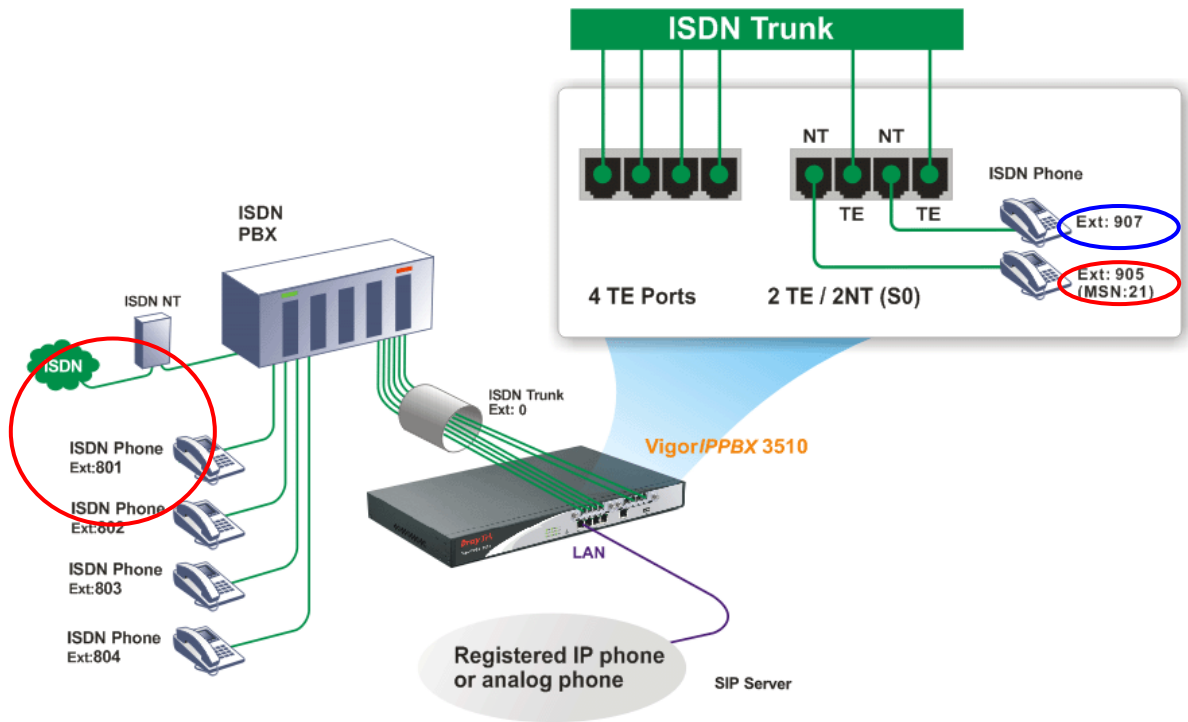 ISDN Trunk
NT
NT
TE
TE
ISDN Phone
Ext: 907
Ext: 905
(MSN:21)
4 TE Ports
2 TE / 2NT (S0)
ISDN
PBX
ISDN NT
ISDN
ISDN Trunk
Ext: 0
ISDN Phone
Ext:801
ISDN Phone
Ext:802
ISDN Phone
Ext:803
ISDN Phone
Ext:804
VigorIPPBX 3510
DrayTek
LAN
Registered IP phone
or analog phone
SIP Server